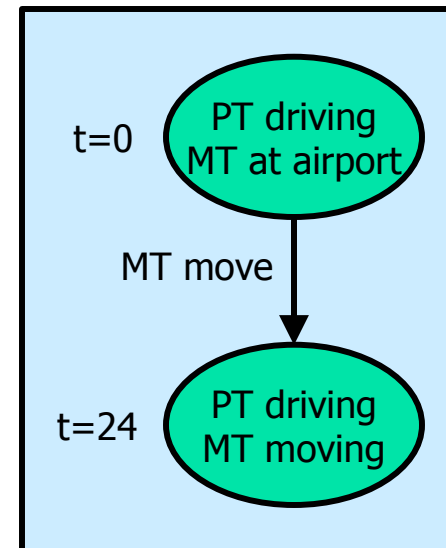 t=0
PT driving
MT at airport
MT move
t=24
PT driving
MT moving